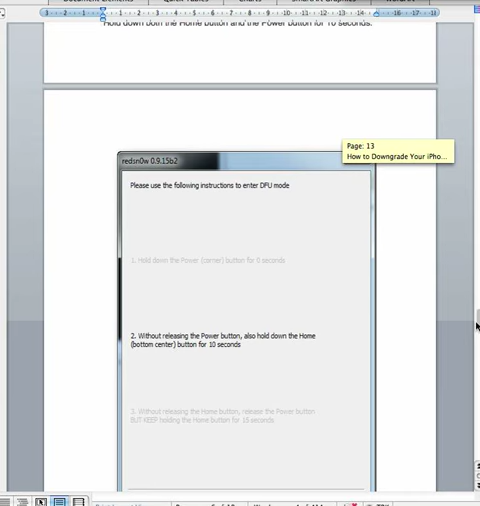 Hold down both the Home button and the Power button for 10 seconds.
Page: 13
How to Downgrade Your iPho...
redsn0w 0.9.15b2
Please use the following instructions to enter DFU mode
1. Hold down the Power (corner) button for 0 seconds
2. Without releasing the Power button, also hold down the Home
(bottom center) button for 10 seconds
3. Without releasing the Home button, release the Power button
BUT KEEP holding the Home button for 15 seconds